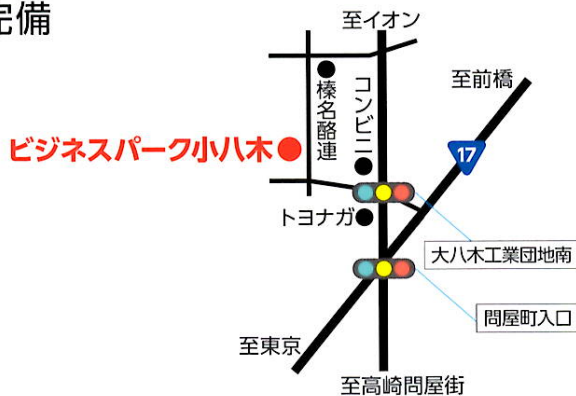 完備
至イオン
至前橋
榛名酪連
コンビニ
17
ビジネスパーク小八木
トヨナガ
大八木工業団地南
問屋町入口
至東京
至高崎問屋街